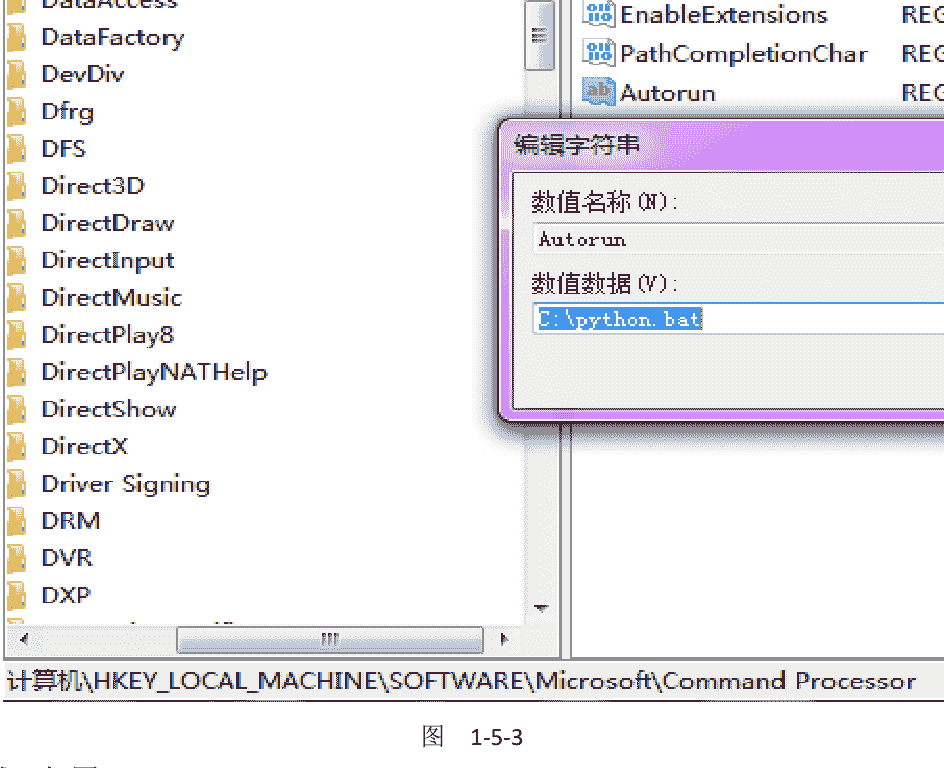 DataAccess
DataFactory
DevDiv
Dfrg
DFS
Direct3D
DirectDraw
DirectInput
DirectMusic
DirectPlay8
DirectPlayNATHelp
DirectShow
DirectX
Driver Signing
DRM
DVR
DXP
EnableExtensions REG
PathCompletionChar REG
Autorun REG
编辑字符串
数值名称(N):
Autorun
数值数据(V):
C:\python.bat
计算机\HKEY_LOCAL_MACHINE\SOFTWARE\Microsoft\Command Processor
图 1-5-3